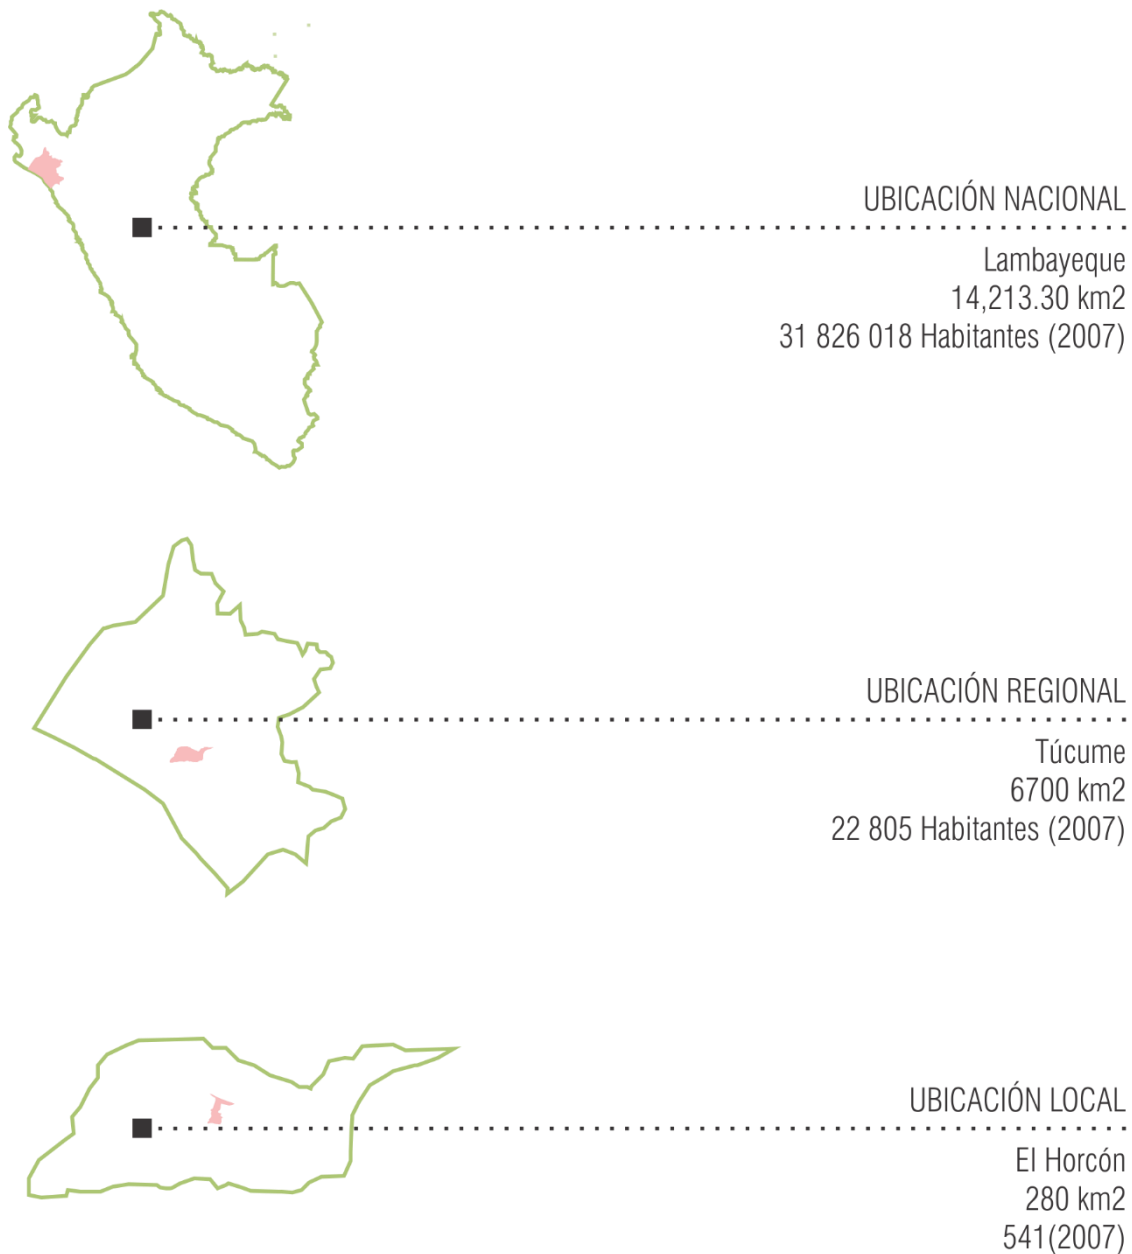 UBICACIÓN NACIONAL
Lambayeque
14,213.30 km2
31 826 018 Habitantes (2007)
UBICACIÓN REGIONAL
Túcume
6700 km2
22 805 Habitantes (2007)
UBICACIÓN LOCAL
El Horcón
280 km2
541(2007)